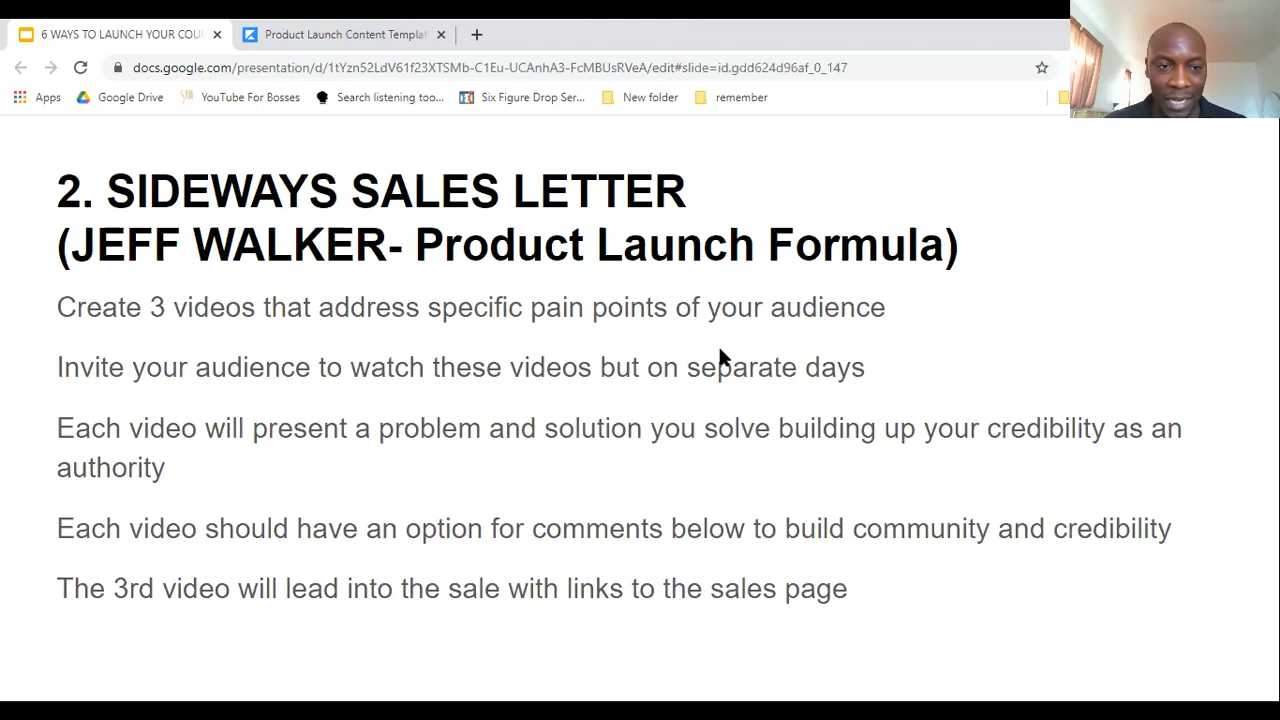 6 WAYS TO LAUNCH YOUR COU
Product Launch Content Templa
docs.google.com/presentation/d/1tYzn52LdV61f23XTSMb-C1Eu-UCAnhA3-FcMBUsRVeA/edit#slide=id.gdd624d96af_0_147
Apps Google Drive YouTube For Bosses Search listening too... Six Figure Drop Ser... New folder remember
2. SIDEWAYS SALES LETTER
(JEFF WALKER- Product Launch Formula)
Create 3 videos that address specific pain points of your audience
Invite your audience to watch these videos but on separate days
Each video will present a problem and solution you solve building up your credibility as an
authority
Each video should have an option for comments below to build community and credibility
The 3rd video will lead into the sale with links to the sales page